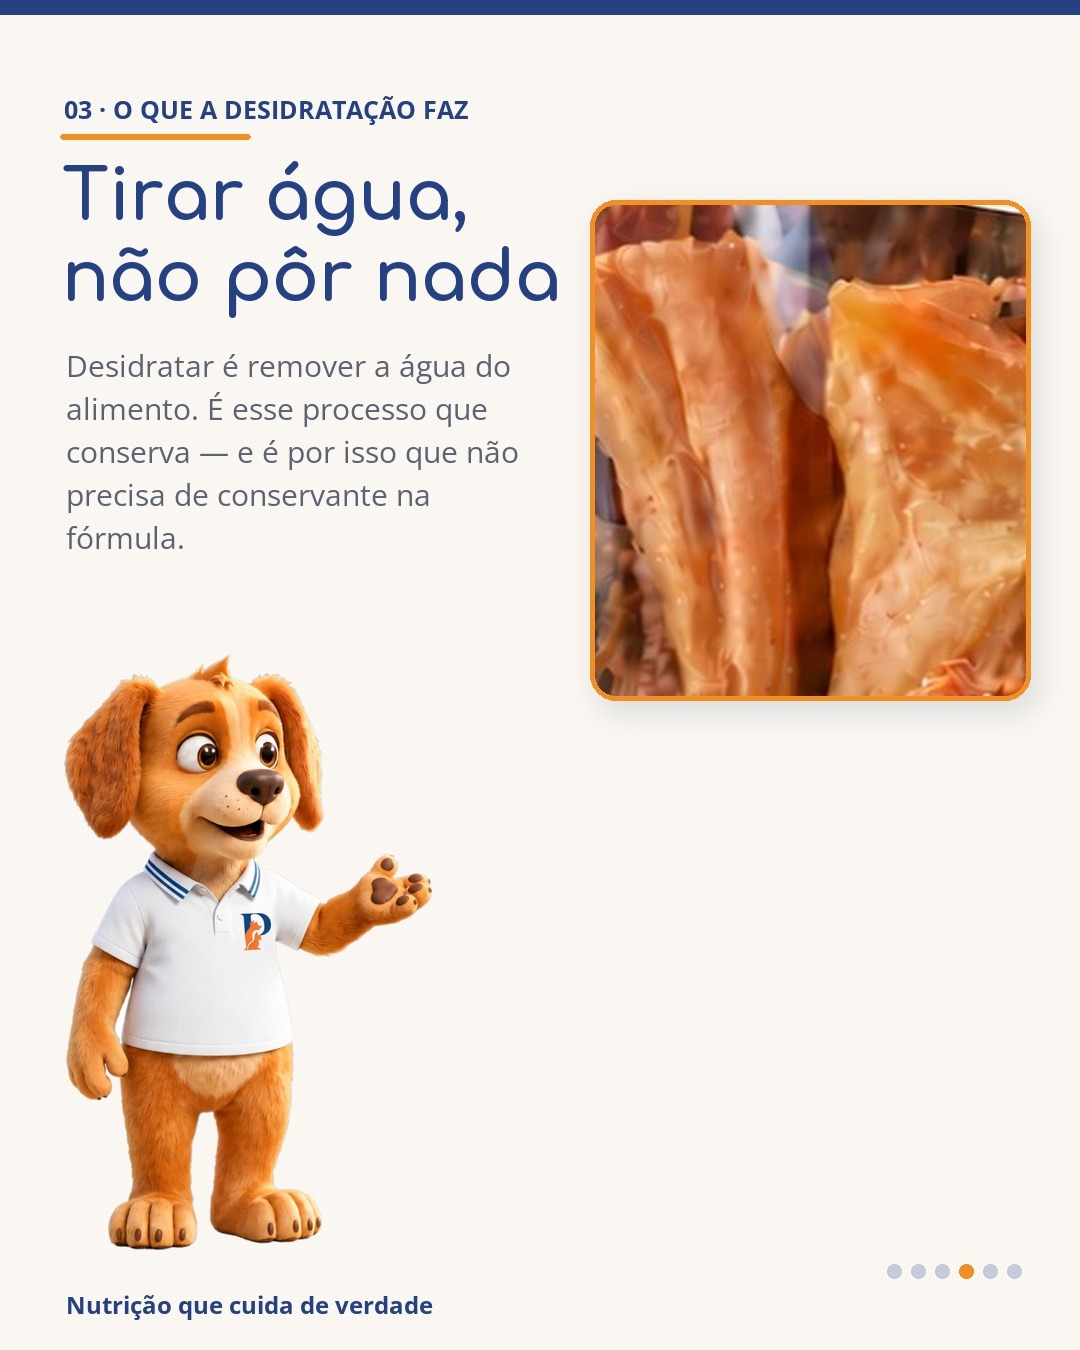 03 · O QUE A DESIDRATAÇÃO FAZ
Tirar água,
não pôr nada
Desidratar é remover a água do
alimento. É esse processo que
conserva — e é por isso que não
precisa de conservante na
fórmula.
P
Nutrição que cuida de verdade